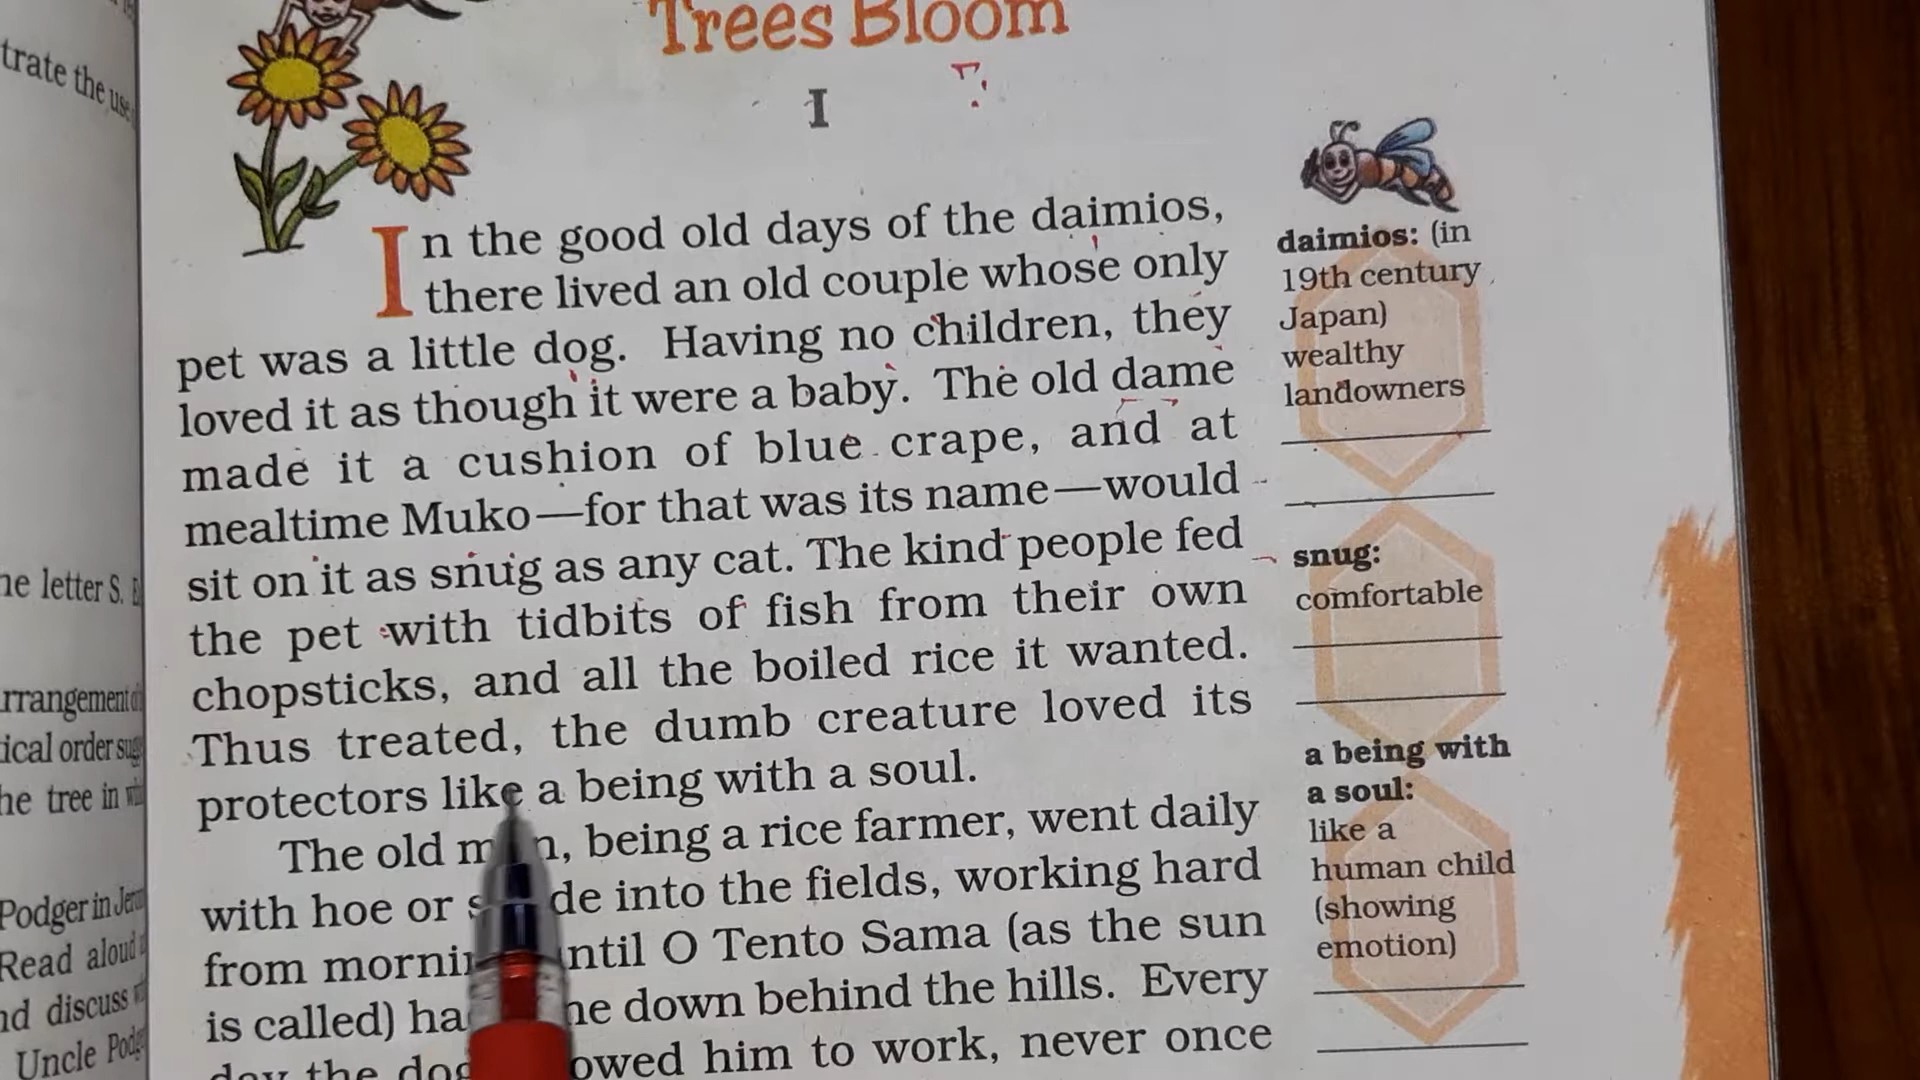 trate the use
he letter S.
ical order
he tree in
Podger in
Read aloud
nd discuss
Uncle
Trees Bloom
I
In the good old days of the daimios,
there lived an old couple whose only
pet was a little dog. Having no children, they
loved it as though it were a baby. The old dame
made it a cushion of blue crape, and at
mealtime Muko—for that was its name—would
sit on it as snug as any cat. The kind people fed
the pet with tidbits of fish from their own
chopsticks, and all the boiled rice it wanted.
Thus treated, the dumb creature loved its
protectors like a being with a soul.
The old man, being a rice farmer, went daily
with hoe or into the fields, working hard
from until O Tento Sama (as the sun
is called) down behind the hills. Every
day the dog him to work, never once
daimios: (in
19th century
Japan)
wealthy
landowners
snug:
comfortable
a being with
a soul:
like a
human child
(showing
emotion)